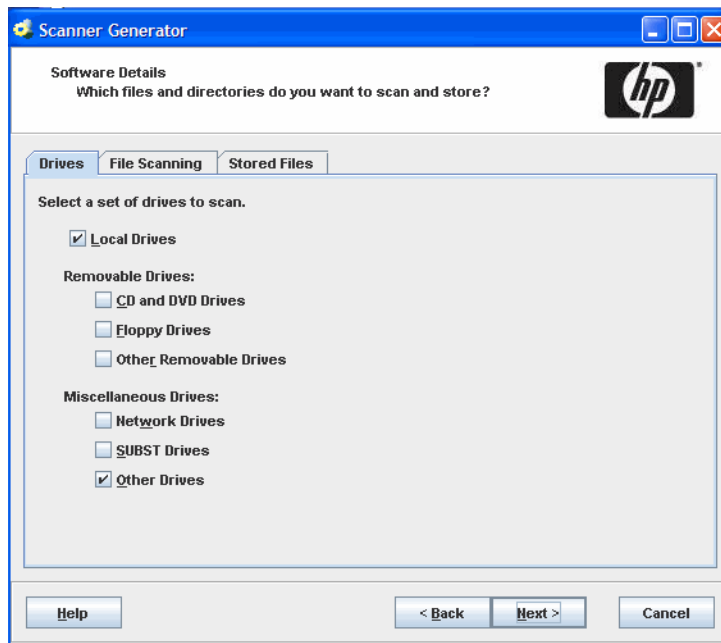 Scanner Generator
Software Details
Which files and directories do you want to scan and store?
hp
Drives
File Scanning
Stored Files
Select a set of drives to scan.
Local Drives
Removable Drives:
CD and DVD Drives
Floppy Drives
Other Removable Drives
Miscellaneous Drives:
Network Drives
SUBST Drives
Other Drives
Help
< Back
Next >
Cancel